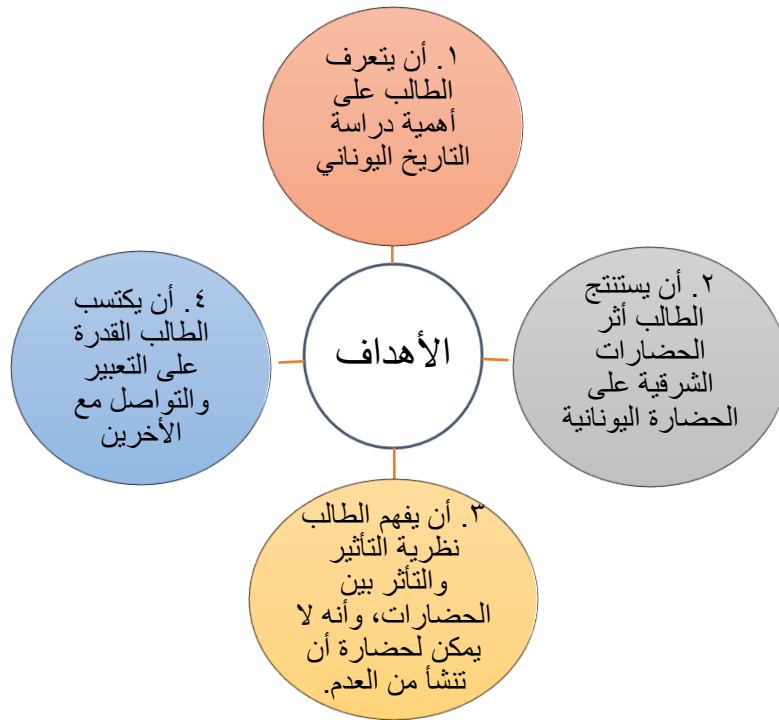 الأهداف
١. أن يتعرف
الطالب على
أهمية دراسة
التاريخ اليوناني
٢. أن يستنتج
الطالب أثر
الحضارات
الشرقية على
الحضارة اليونانية
٣. أن يفهم الطالب
نظرية التأثير
والتأثر بين
الحضارات، وأنه لا
يمكن لحضارة أن
تنشأ من العدم.
٤. أن يكتسب
الطالب القدرة
على التعبير
والتواصل مع
الأخرين